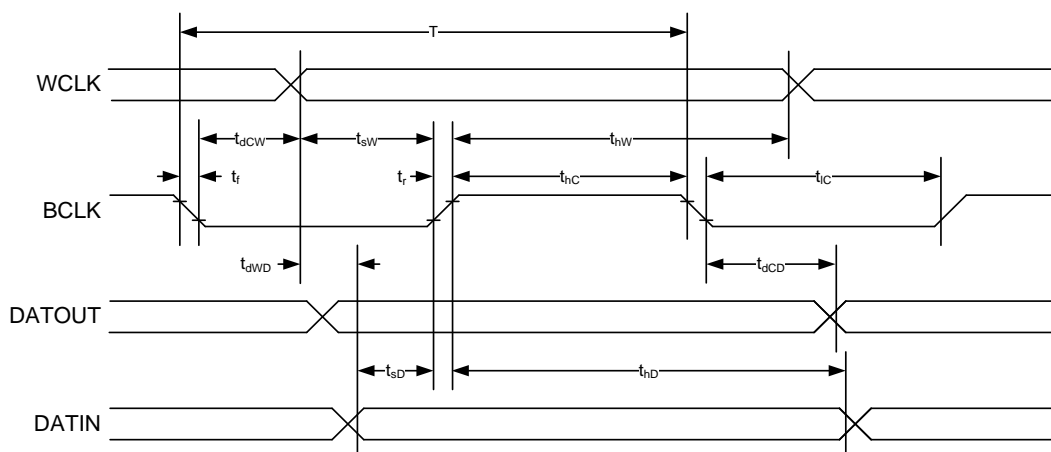 T
WCLK
tdCW
tsW
thW
tf
tr
thC
tlC
BCLK
tdWD
tdCD
DATOUT
tsD
thD
DATIN